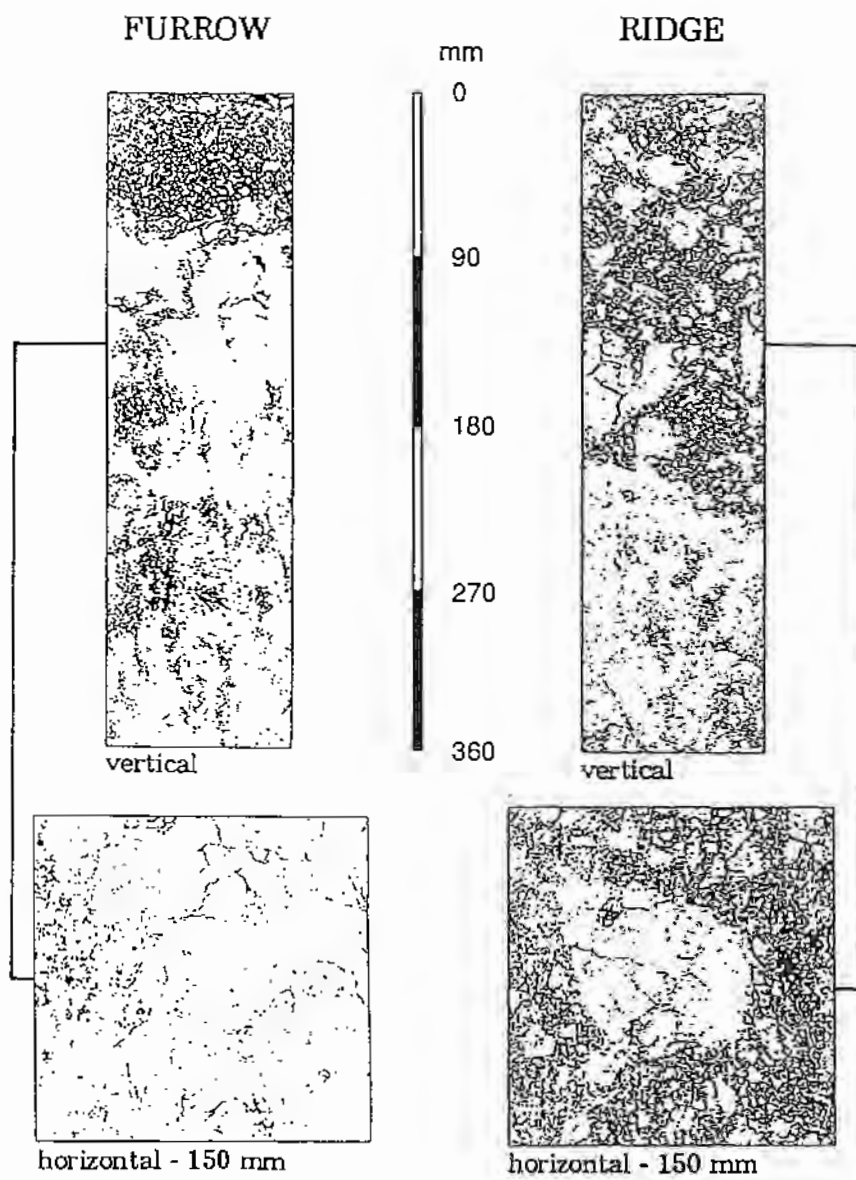 FURROW
RIDGE
mm
0
90
180
270
360
vertical
vertical
horizontal - 150 mm
horizontal - 150 mm